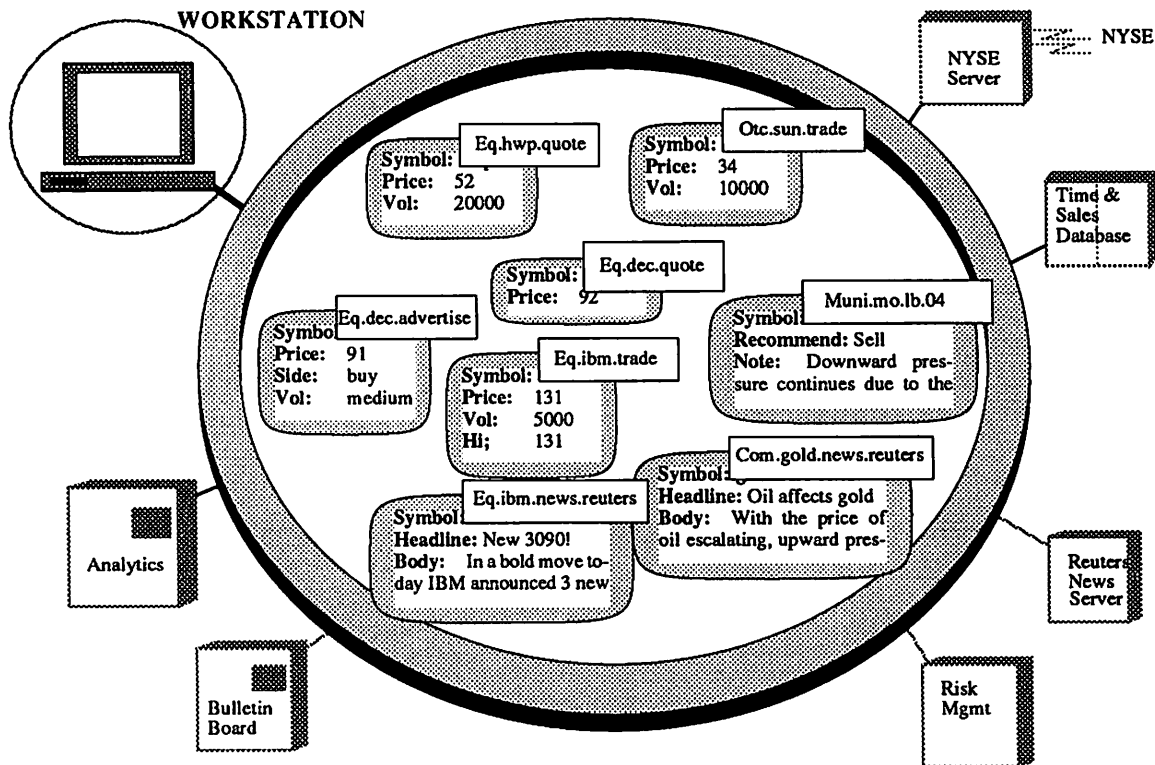 WORKSTATION
NYSE
Server
NYSE
Eq.hwp.quote
Symbol:
Price: 52
Vol: 20000
Otc.sun.trade
Symbol:
Price: 34
Vol: 10000
Time &
Sales
Database
Eq.dec.quote
Symbol:
Price: 92
Muni.mo.lb.04
Symbol:
Recommend: Sell
Note: Downward pres-
sure continues due to the
Eq.dec.advertise
Price: 91
Side: buy
Vol: medium
Eq.ibm.trade
Symbol:
Price: 131
Vol: 5000
Hi; 131
Com.gold.news.reuters
Symbol:
Headline: Oil affects gold
Body: With the price of
oil escalating, upward pres-
Eq.ibm.news.reuters
Headline: New 3090!
Body: In a bold move to-
day IBM announced 3 new
Analytics
Reuters
News
Server
Bulletin
Board
Risk
Mgmt